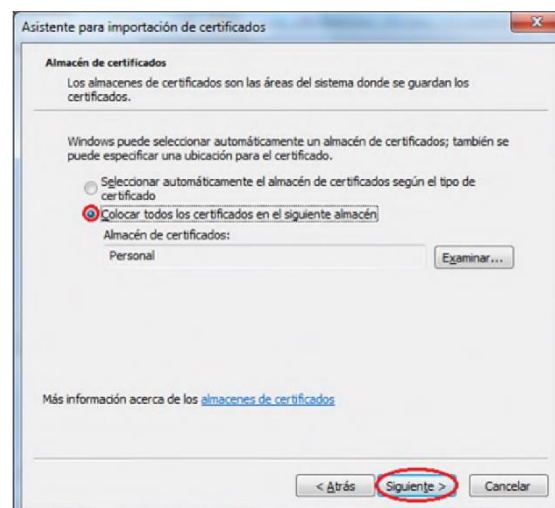 Asistente para importación de certificados
Almacén de certificados
Los almacenes de certificados son las áreas del sistema donde se guardan los
certificados.
Windows puede seleccionar automáticamente un almacén de certificados; también se
puede especificar una ubicación para el certificado.
Seleccionar automáticamente el almacén de certificados según el tipo de
certificado
Colocar todos los certificados en el siguiente almacén
Almacén de certificados:
Personal
Examinar...
Más información acerca de los almacenes de certificados
< Atrás
Siguiente >
Cancelar